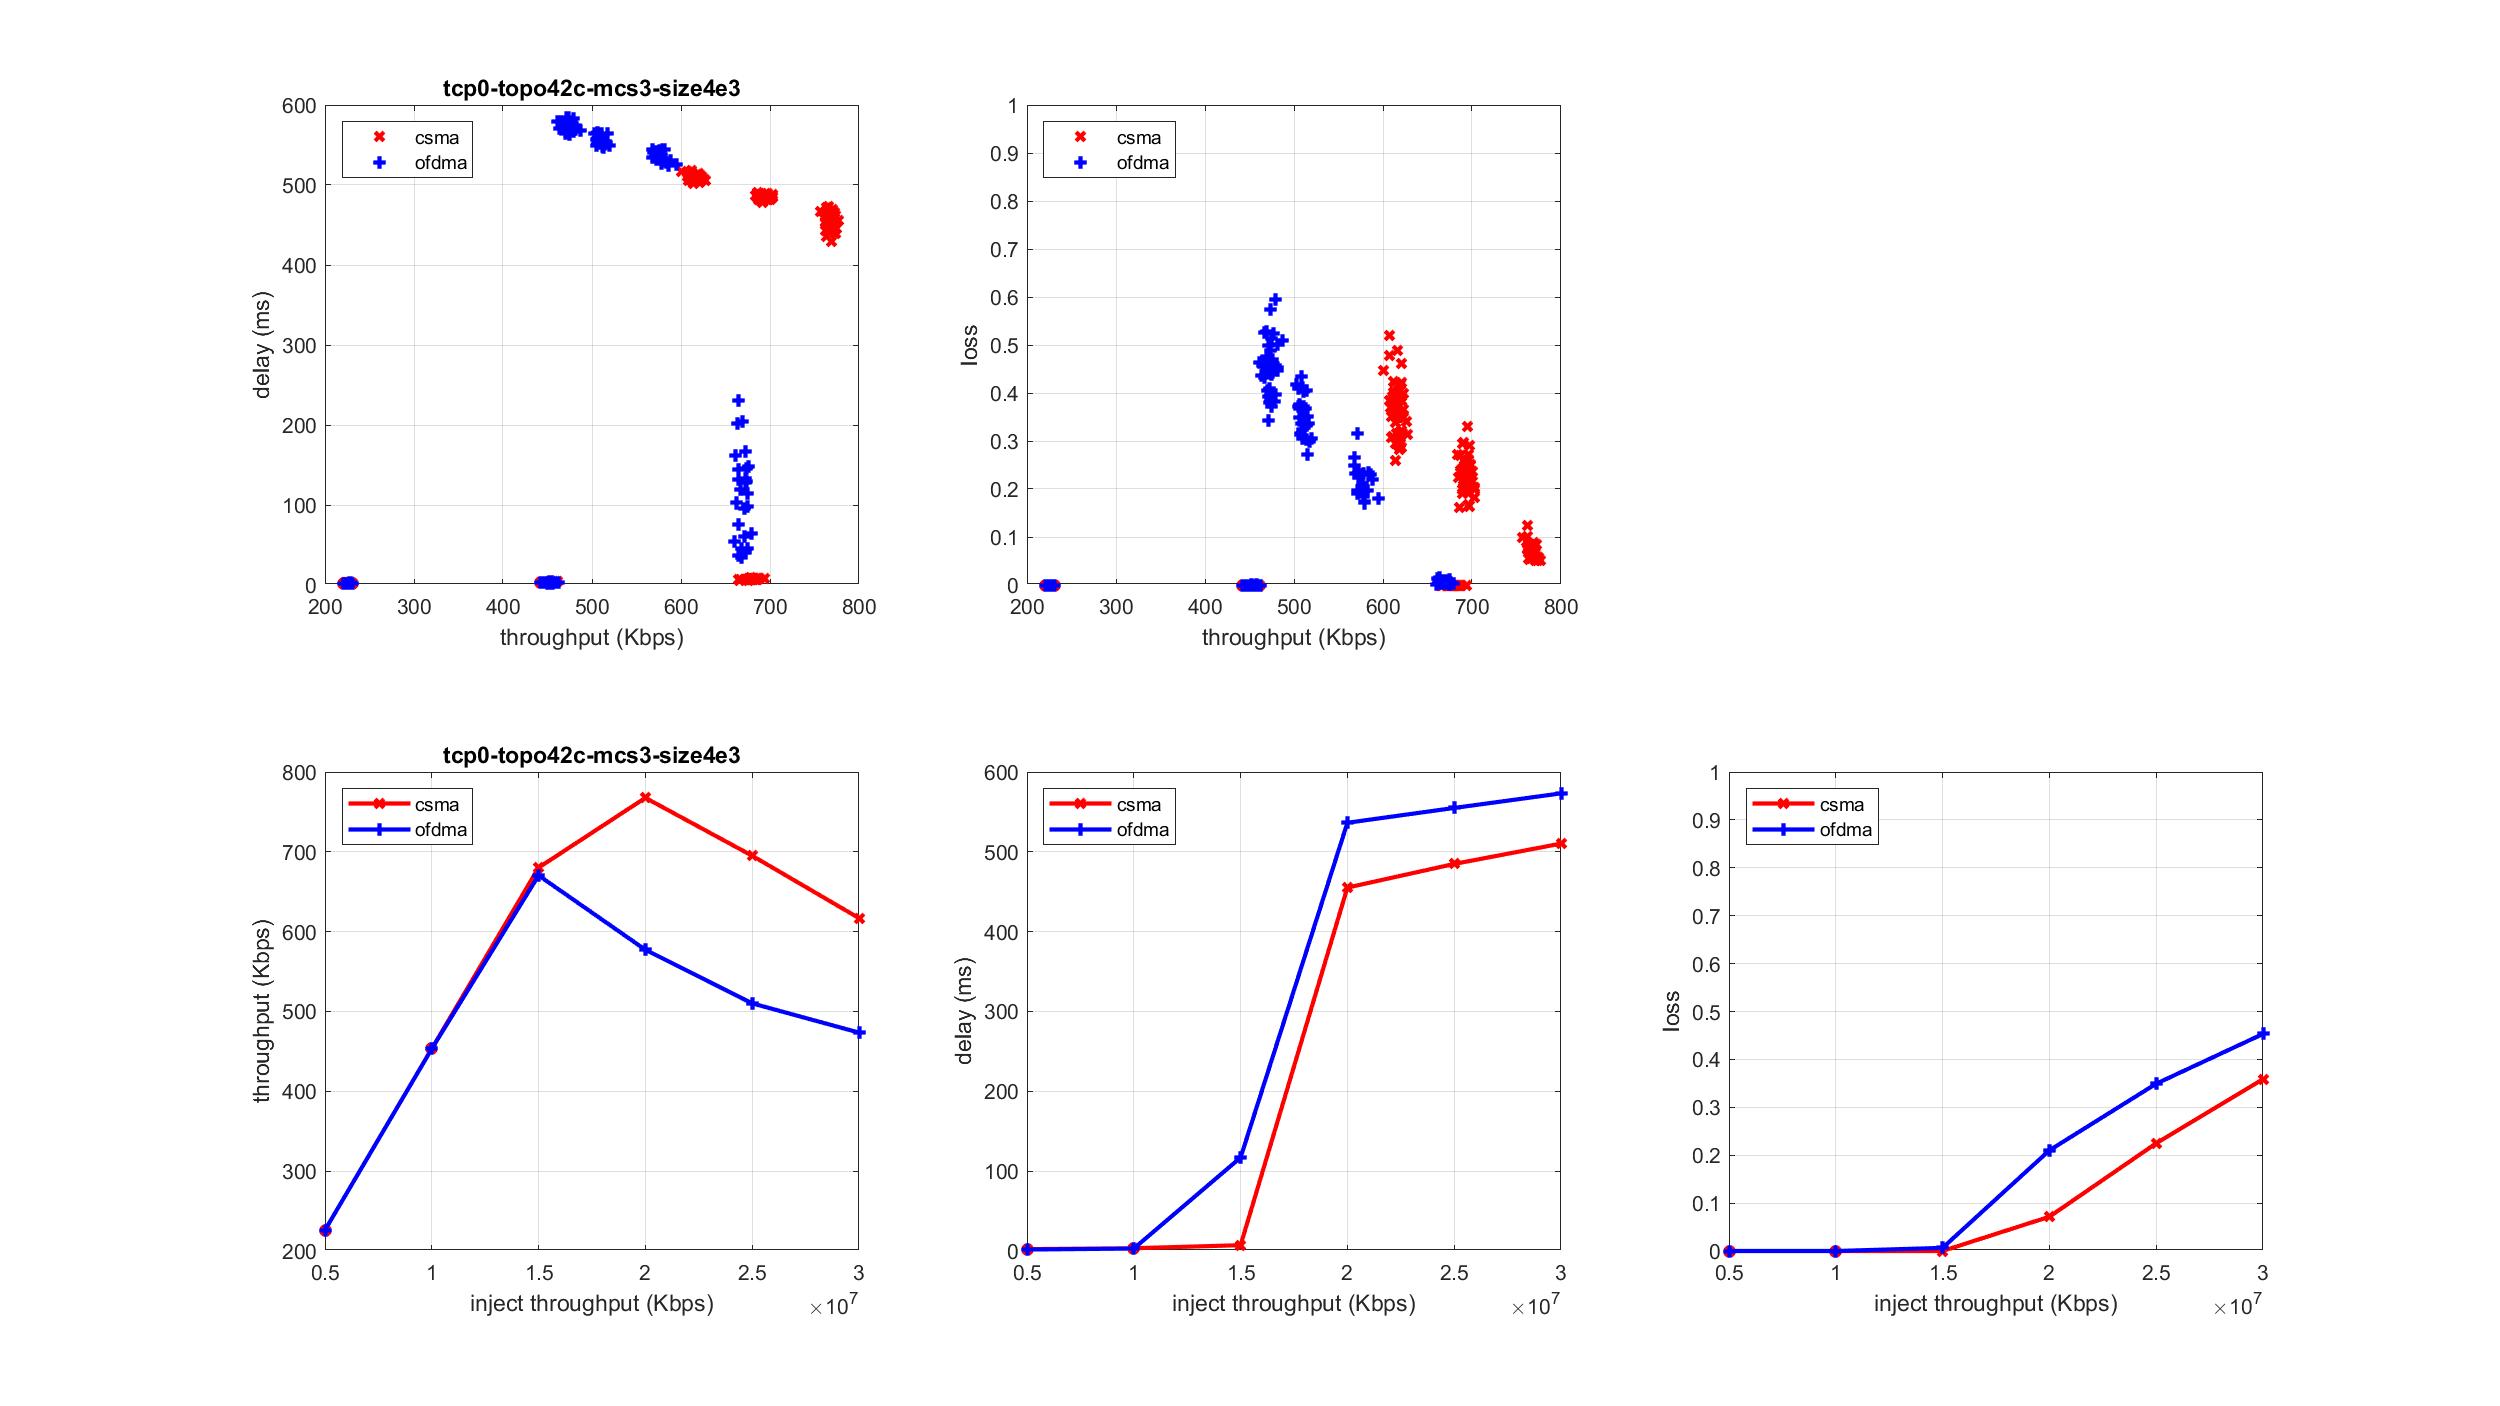 tcp0-topo42c-mcs3-size4e3
600
500
400
300
200
100
0
200 300 400 500 600 700 800
delay (ms)
throughput (Kbps)
csma
ofdma
1
0.9
0.8
0.7
0.6
0.5
0.4
0.3
0.2
0.1
0
200 300 400 500 600 700 800
loss
throughput (Kbps)
csma
ofdma
tcp0-topo42c-mcs3-size4e3
800
700
600
500
400
300
200
0.5 1 1.5 2 2.5 3
throughput (Kbps)
inject throughput (Kbps)
×10⁷
csma
ofdma
600
500
400
300
200
100
0
0.5 1 1.5 2 2.5 3
delay (ms)
inject throughput (Kbps)
×10⁷
csma
ofdma
1
0.9
0.8
0.7
0.6
0.5
0.4
0.3
0.2
0.1
0
0.5 1 1.5 2 2.5 3
loss
inject throughput (Kbps)
×10⁷
csma
ofdma